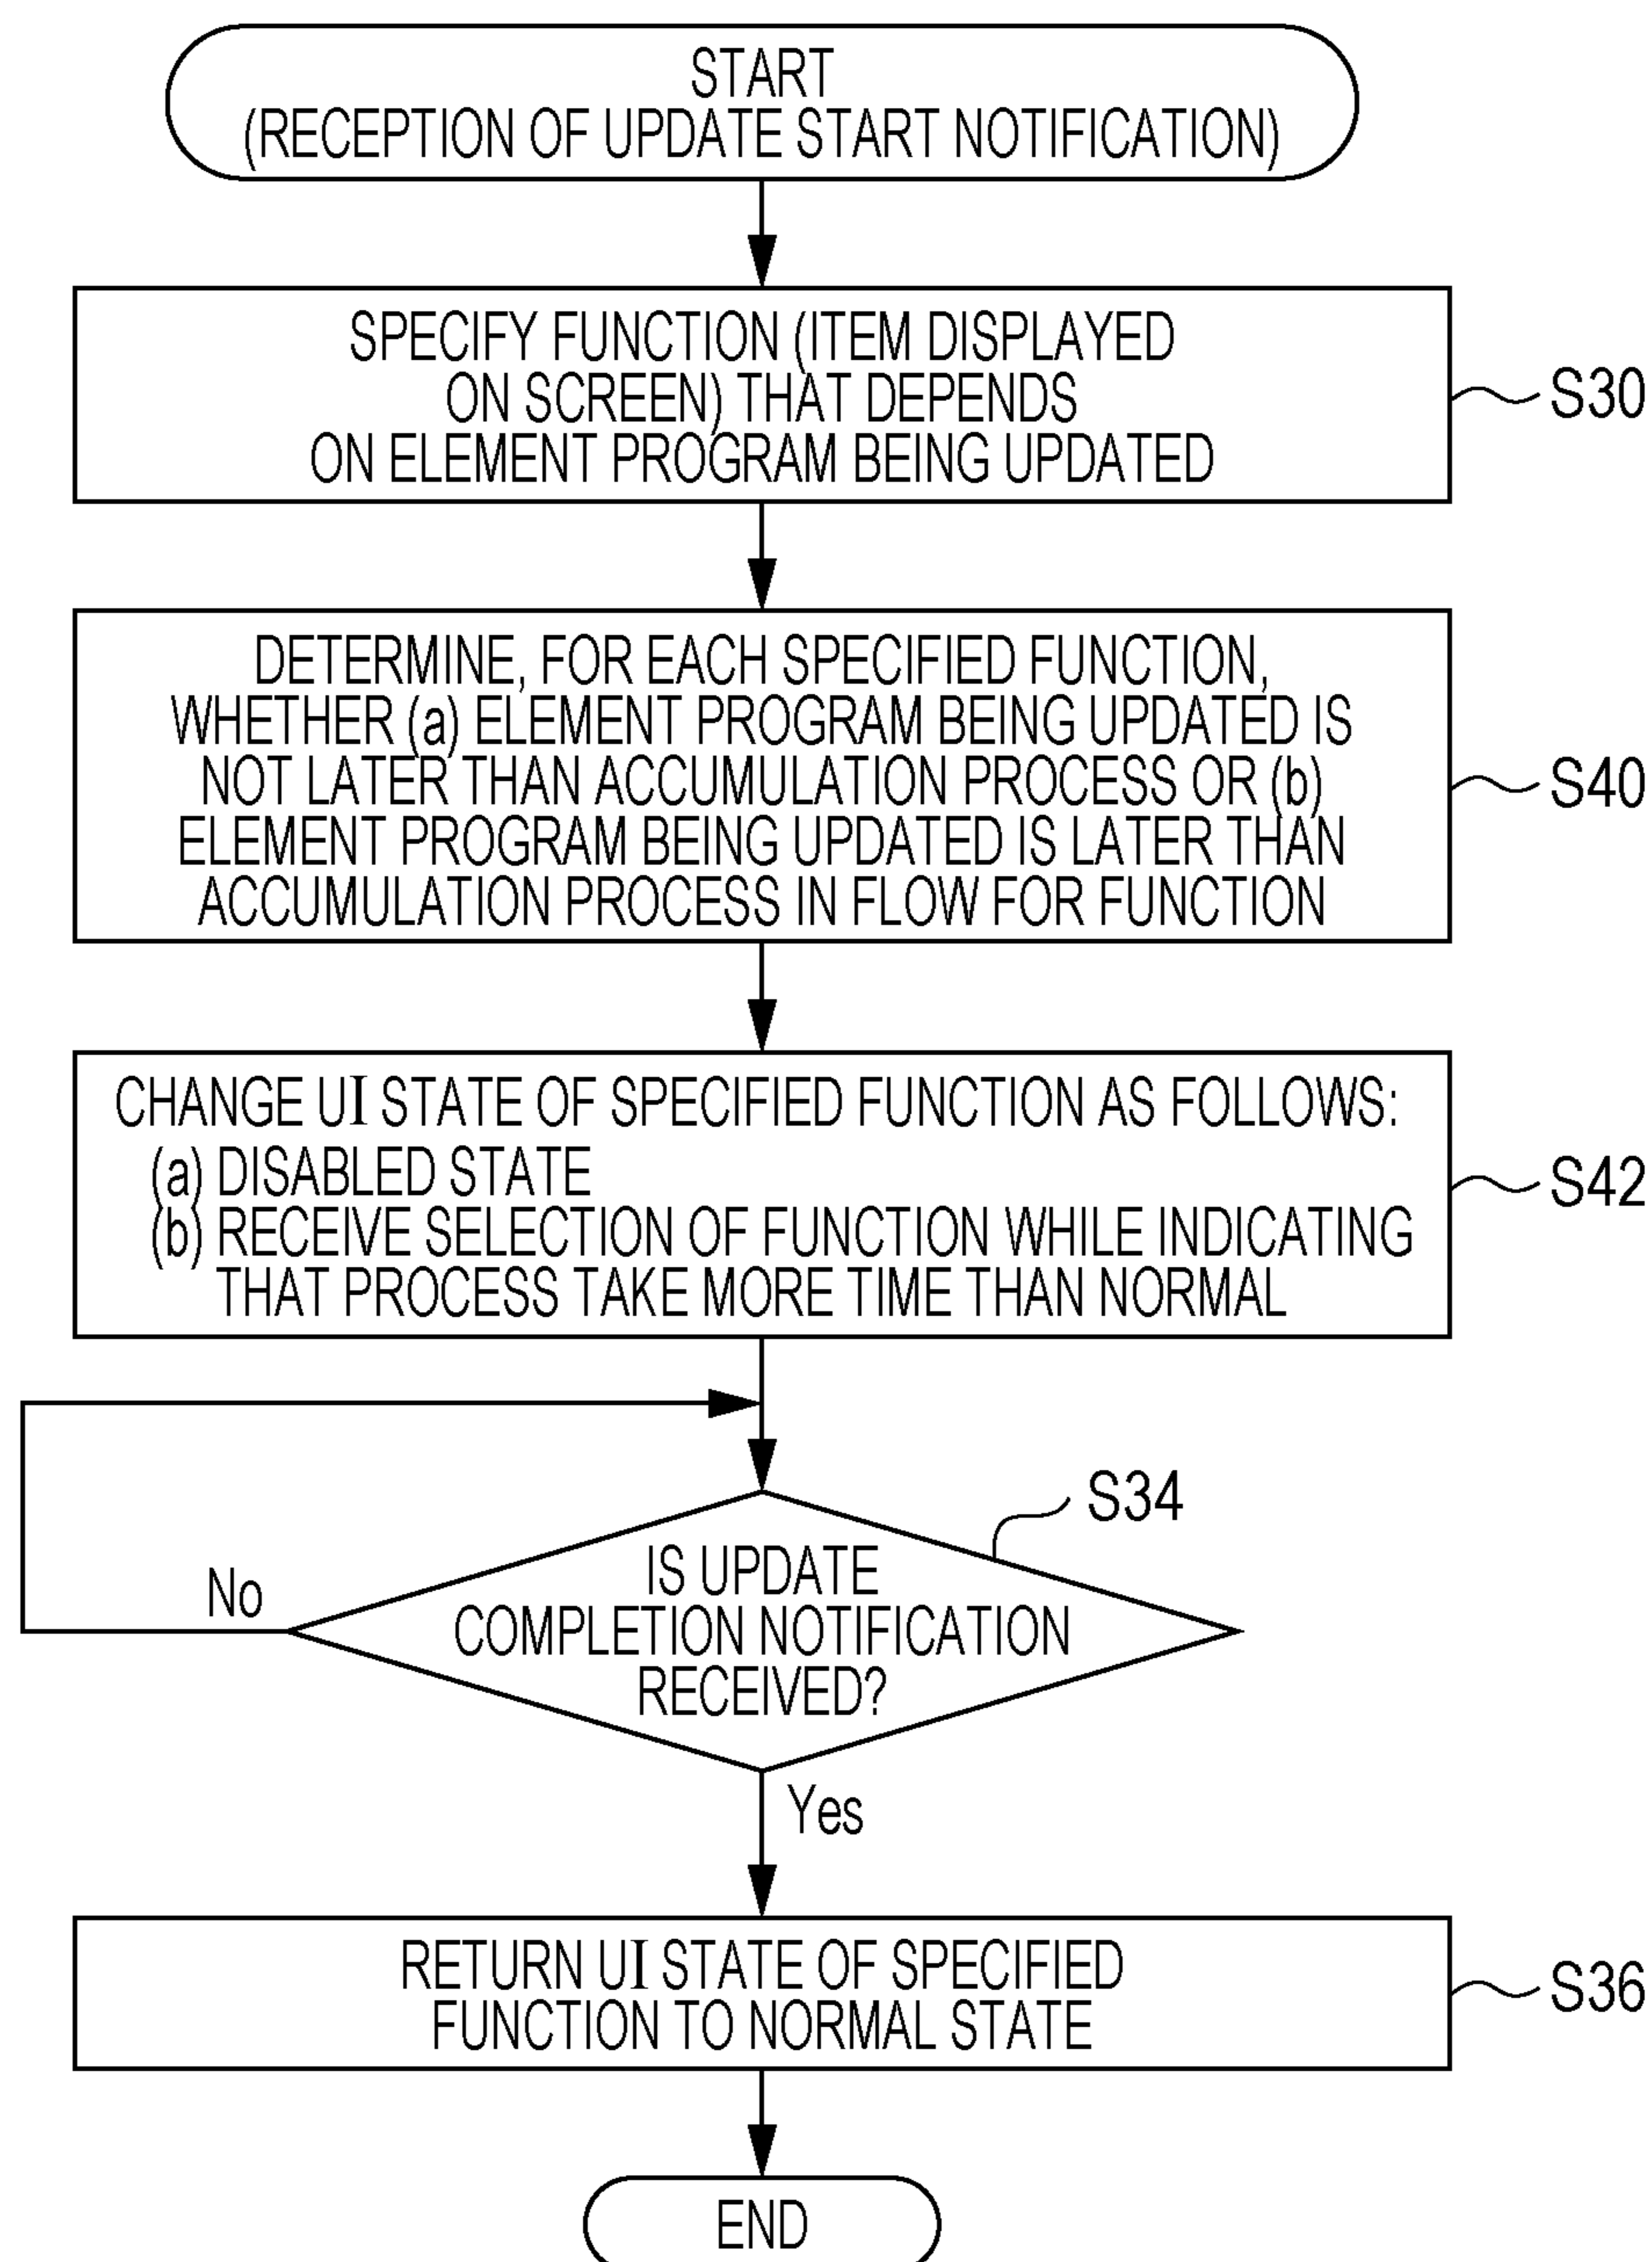 START
(RECEPTION OF UPDATE START NOTIFICATION)
SPECIFY FUNCTION (ITEM DISPLAYED
ON SCREEN) THAT DEPENDS
ON ELEMENT PROGRAM BEING UPDATED
S30
DETERMINE, FOR EACH SPECIFIED FUNCTION,
WHETHER (a) ELEMENT PROGRAM BEING UPDATED IS
NOT LATER THAN ACCUMULATION PROCESS OR (b)
ELEMENT PROGRAM BEING UPDATED IS LATER THAN
ACCUMULATION PROCESS IN FLOW FOR FUNCTION
S40
CHANGE UI STATE OF SPECIFIED FUNCTION AS FOLLOWS:
(a) DISABLED STATE
(b) RECEIVE SELECTION OF FUNCTION WHILE INDICATING
THAT PROCESS TAKE MORE TIME THAN NORMAL
S42
S34
IS UPDATE
COMPLETION NOTIFICATION
RECEIVED?
No
Yes
RETURN UI STATE OF SPECIFIED
FUNCTION TO NORMAL STATE
S36
END